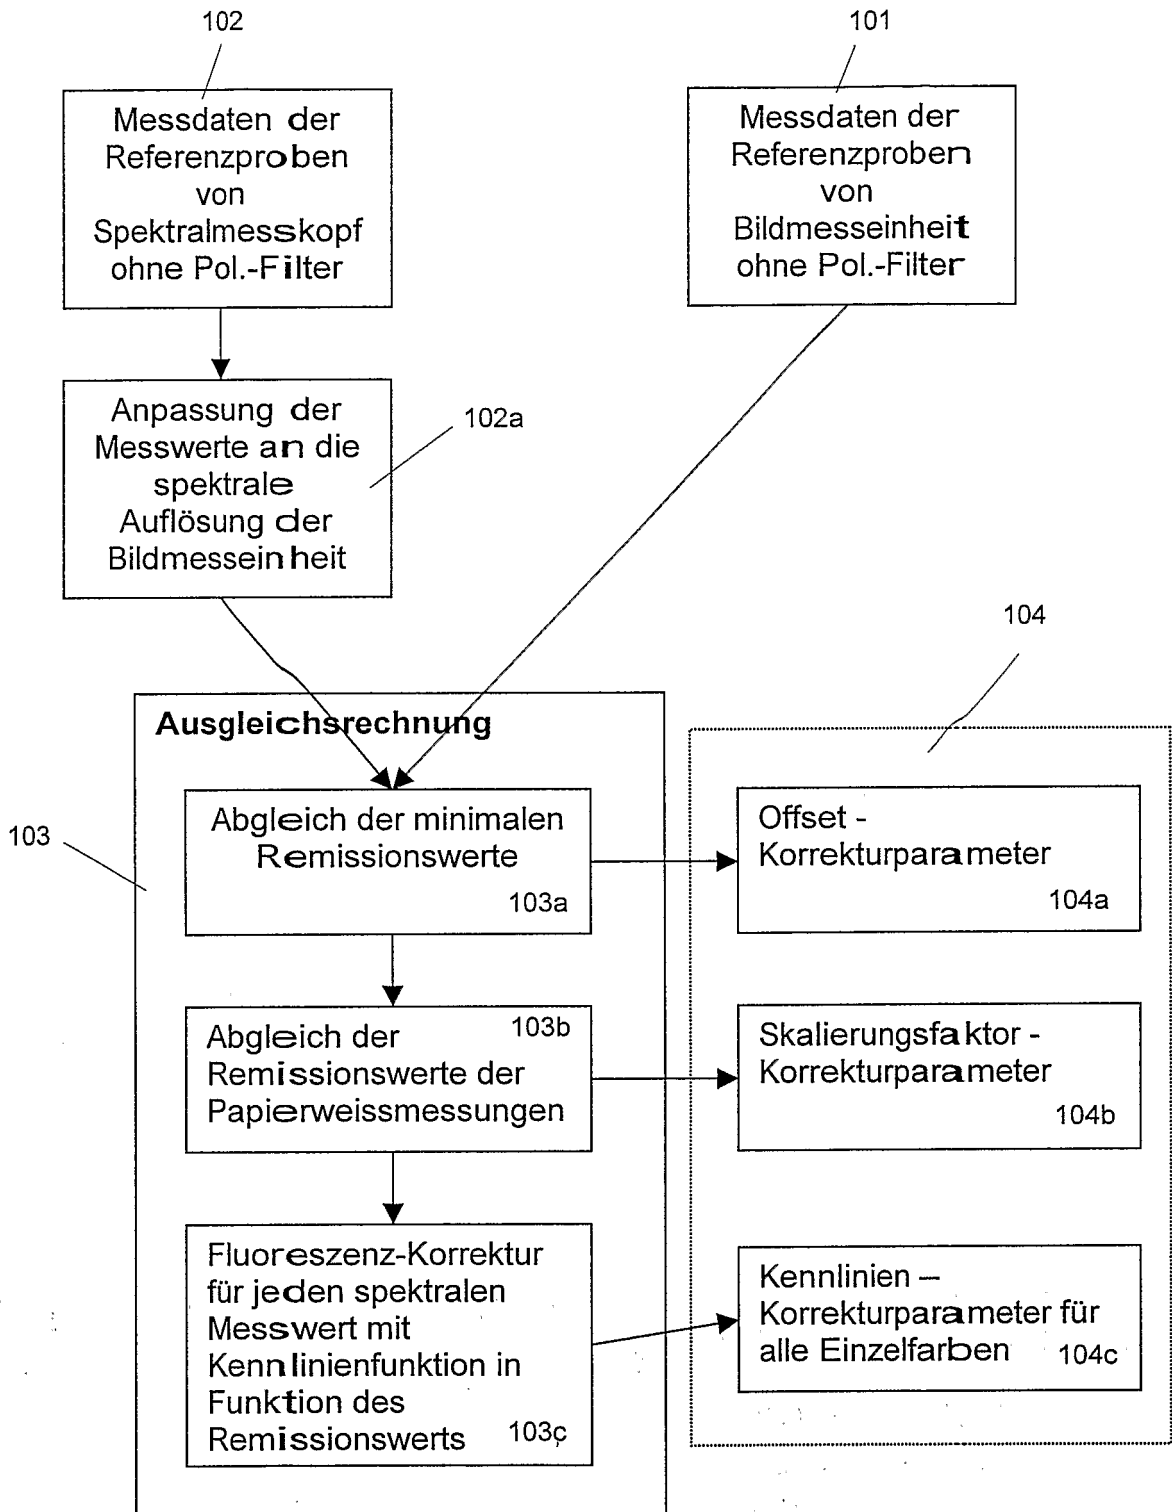 102
101
Messdaten der
Referenzproben
von
Spektralmesskopf
ohne Pol.-Filter
Messdaten der
Referenzproben
von
Bildmesseinheit
ohne Pol.-Filter
Anpassung der
Messwerte an die
spektrale
Auflösung der
Bildmesseinheit
102a
104
Ausgleichsrechnung
103
Abgleich der minimalen
Remissionswerte
103a
Offset -
Korrekturparameter
104a
103b
Abgleich der
Remissionswerte der
Papierweissmessungen
Skalierungsfaktor -
Korrekturparameter
104b
Fluoreszenz-Korrektur
für jeden spektralen
Messwert mit
Kennlinienfunktion in
Funktion des
Remissionswerts 103c
Kennlinien –
Korrekturparameter für
alle Einzelfarben 104c